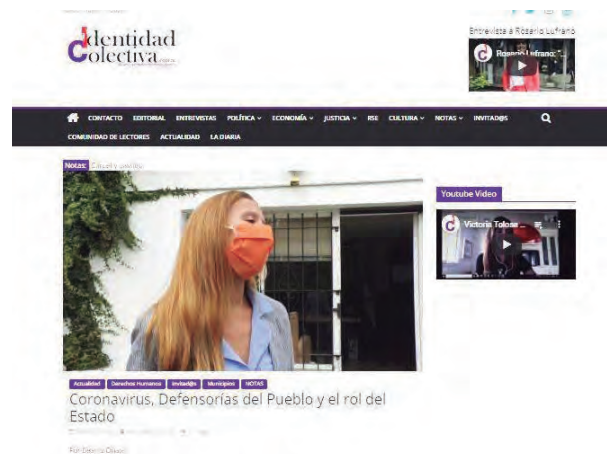 Identidad
Colectiva
Entrevista a Rosario Lufrano
Rosario Lufrano: "...
CONTACTO EDITORIAL ENTREVISTAS POLÍTICA ECONOMÍA JUSTICIA RSE CULTURA NOTAS INVITAD@S
COMUNIDAD DE LECTORES ACTUALIDAD LA DIARIA
Notas:
Youtube Video
Victoria Tolosa ...
Actualidad Derechos Humanos Invitad@s Municipios NOTAS
Coronavirus, Defensorías del Pueblo y el rol del
Estado